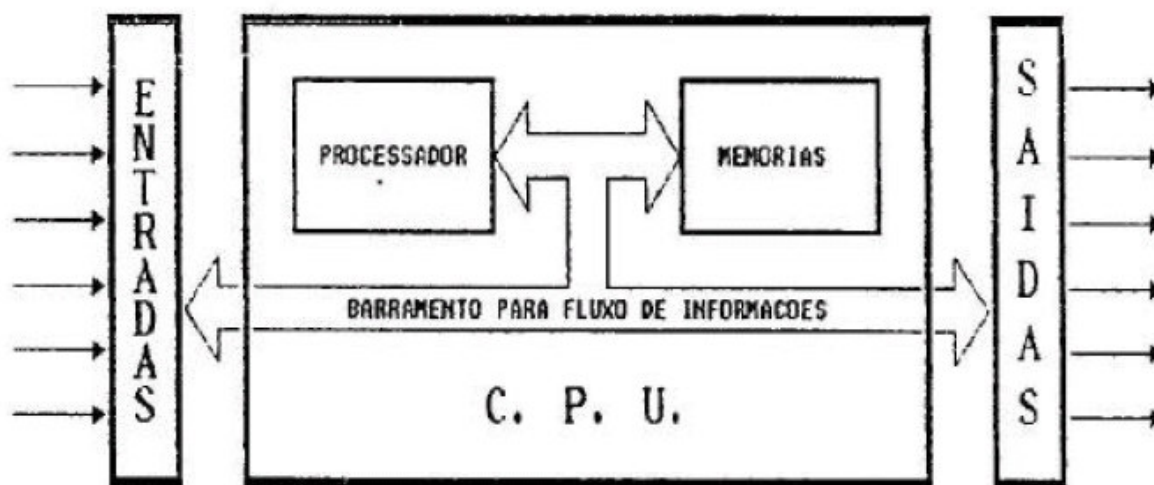 ENTRADAS
PROCESSADOR
MEMORIAS
BARRAMENTO PARA FLUXO DE INFORMACOES
C. P. U.
SAIDAS